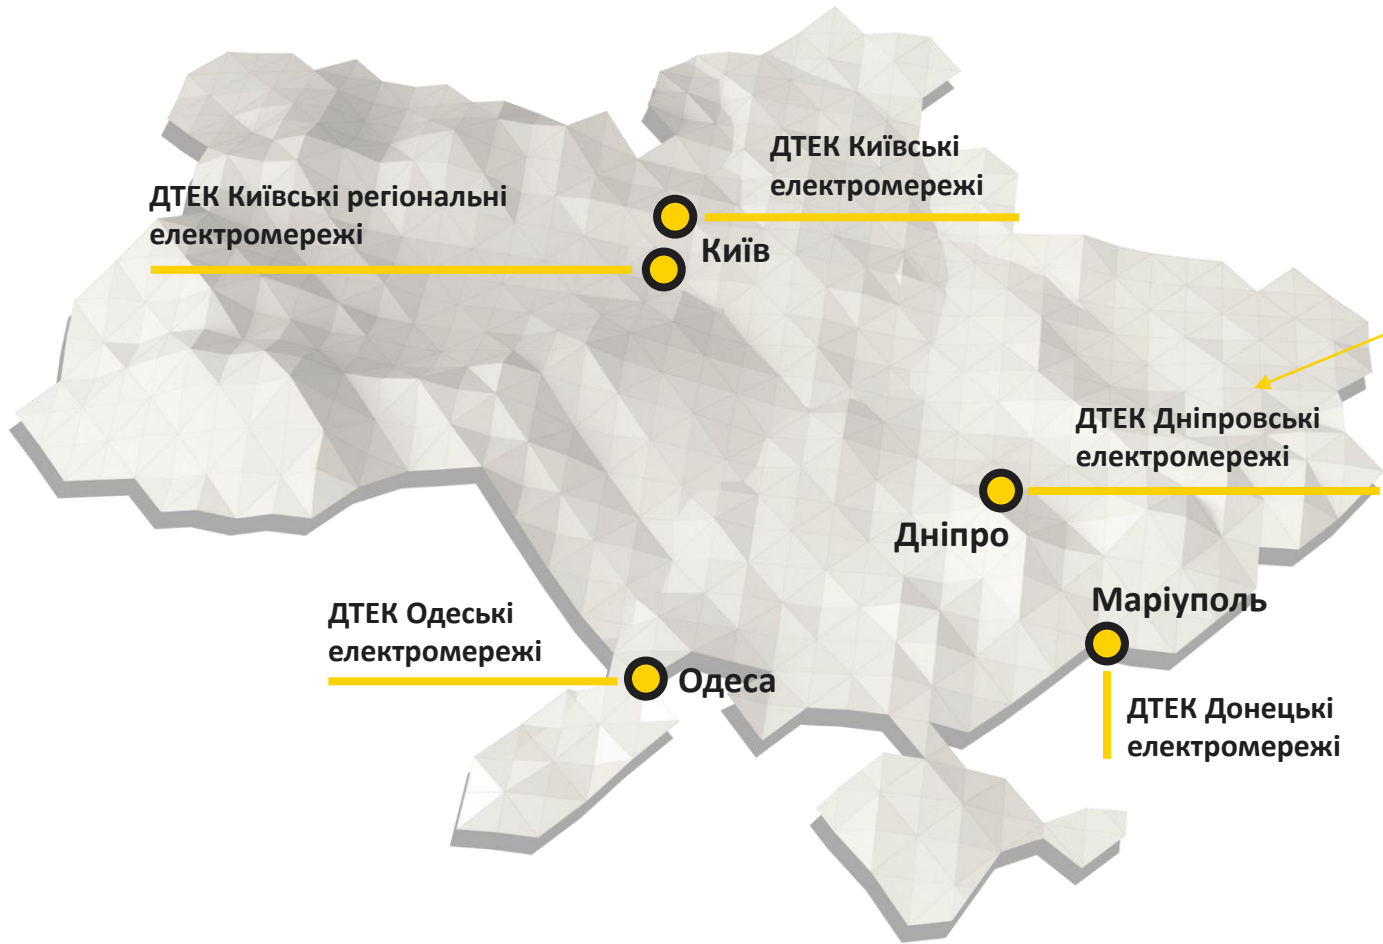 ДТЕК Київські
електромережі
ДТЕК Київські регіональні
електромережі
Київ
ДТЕК Дніпровські
електромережі
Дніпро
Маріуполь
ДТЕК Одеські
електромережі
Одеса
ДТЕК Донецькі
електромережі